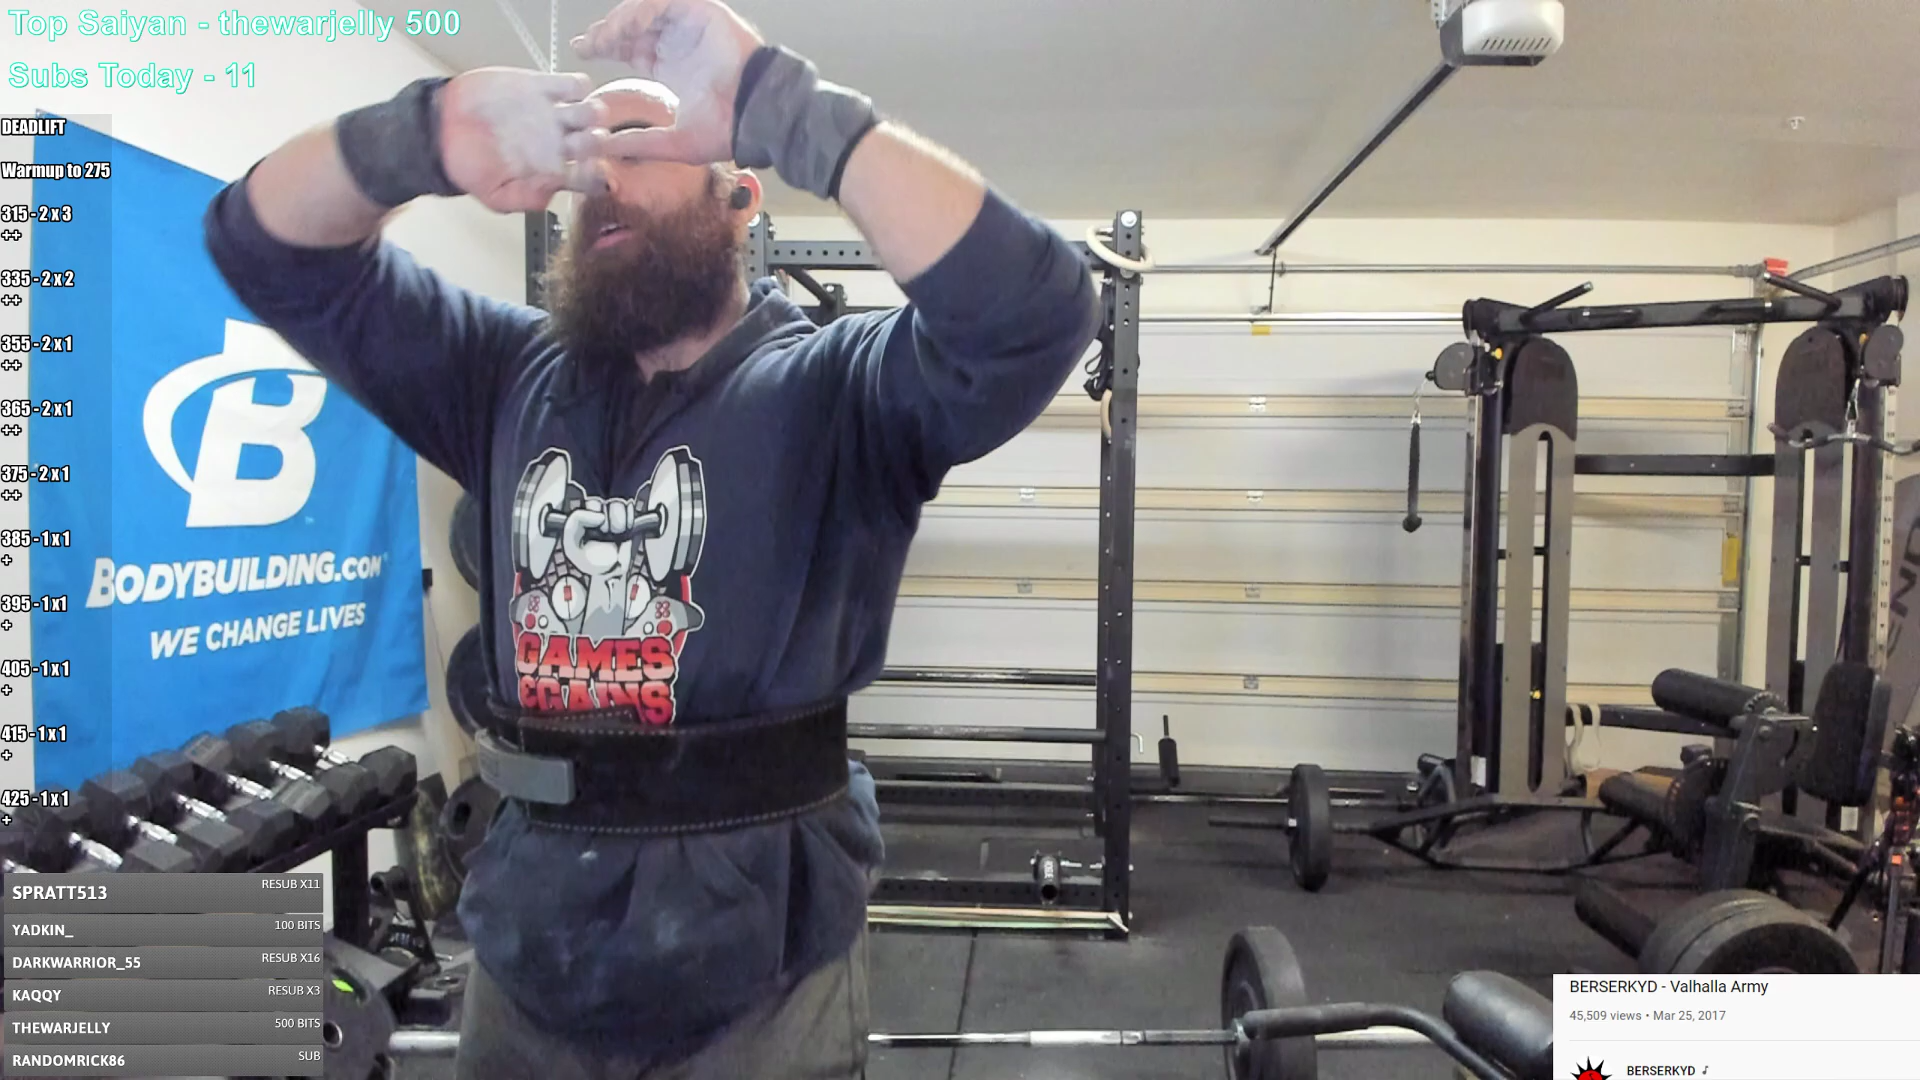 Top Saiyan - thewarjelly 500
Subs Today - 11
DEADLIFT
Warmup to 275
315 - 2 x 3
++
335 - 2 x 2
++
355 - 2 x 1
++
365 - 2 x 1
++
375 - 2 x 1
++
385 - 1 x 1
+
395 - 1x1
+
405 - 1 x 1
+
415 - 1 x 1
+
425 - 1 x 1
+
B
BODYBUILDING.COM
WE CHANGE LIVES
GAMES
&GAINS
SPRATT513 RESUB X11
YADKIN_ 100 BITS
DARKWARRIOR_55 RESUB X16
KAQQY RESUB X3
THEWARJELLY 500 BITS
RANDOMRICK86 SUB
BERSERKYD - Valhalla Army
45,509 views • Mar 25, 2017
BERSERKYD ♪